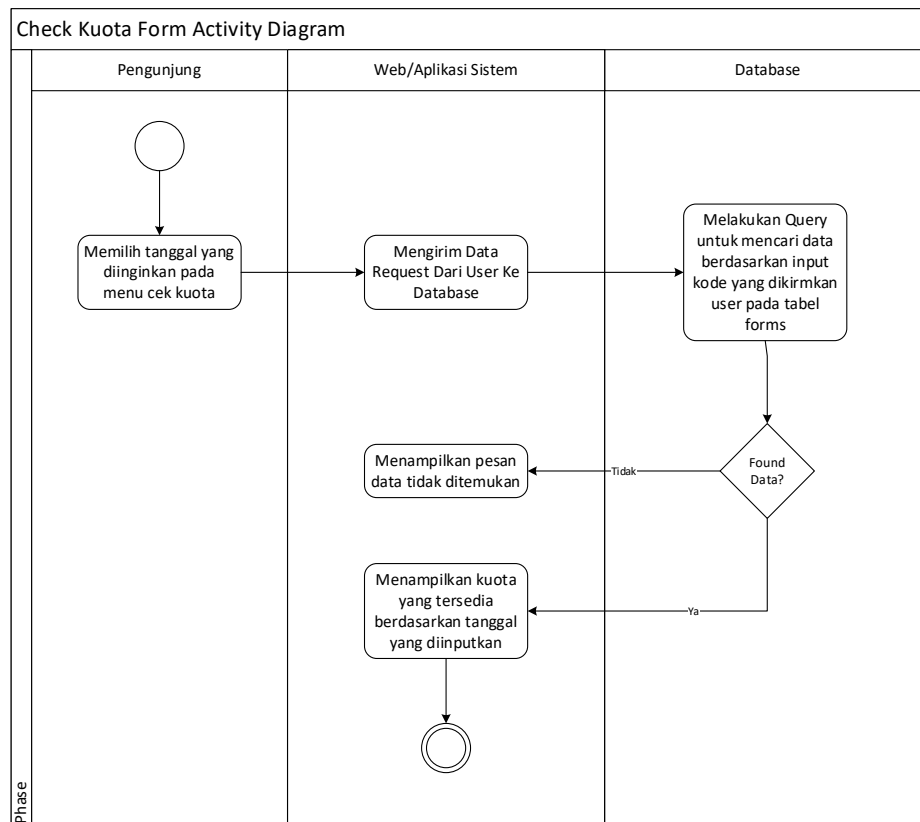 Check Kuota Form Activity Diagram
Pengunjung
Web/Aplikasi Sistem
Database
Memilih tanggal yang
diinginkan pada
menu cek kuota
Mengirim Data
Request Dari User Ke
Database
Melakukan Query
untuk mencari data
berdasarkan input
kode yang dikirmkan
user pada tabel
forms
Menampilkan pesan
data tidak ditemukan
Tidak
Found
Data?
Menampilkan kuota
yang tersedia
berdasarkan tanggal
yang diinputkan
Ya
Phase